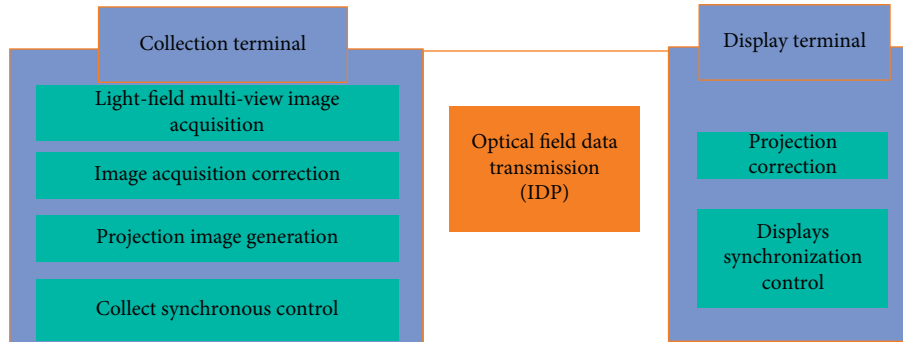 Collection terminal
Light-field multi-view image
acquisition
Image acquisition correction
Projection image generation
Collect synchronous control
Optical field data
transmission
(IDP)
Display terminal
Projection
correction
Displays
synchronization
control